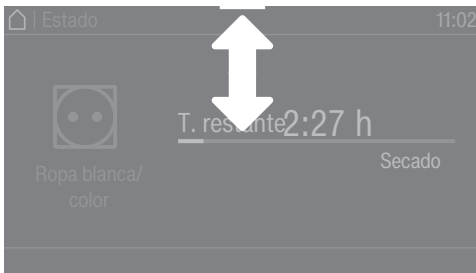 | Estado 11:02
T. restante 2:27 h
Secado
Ropa blanca/
color